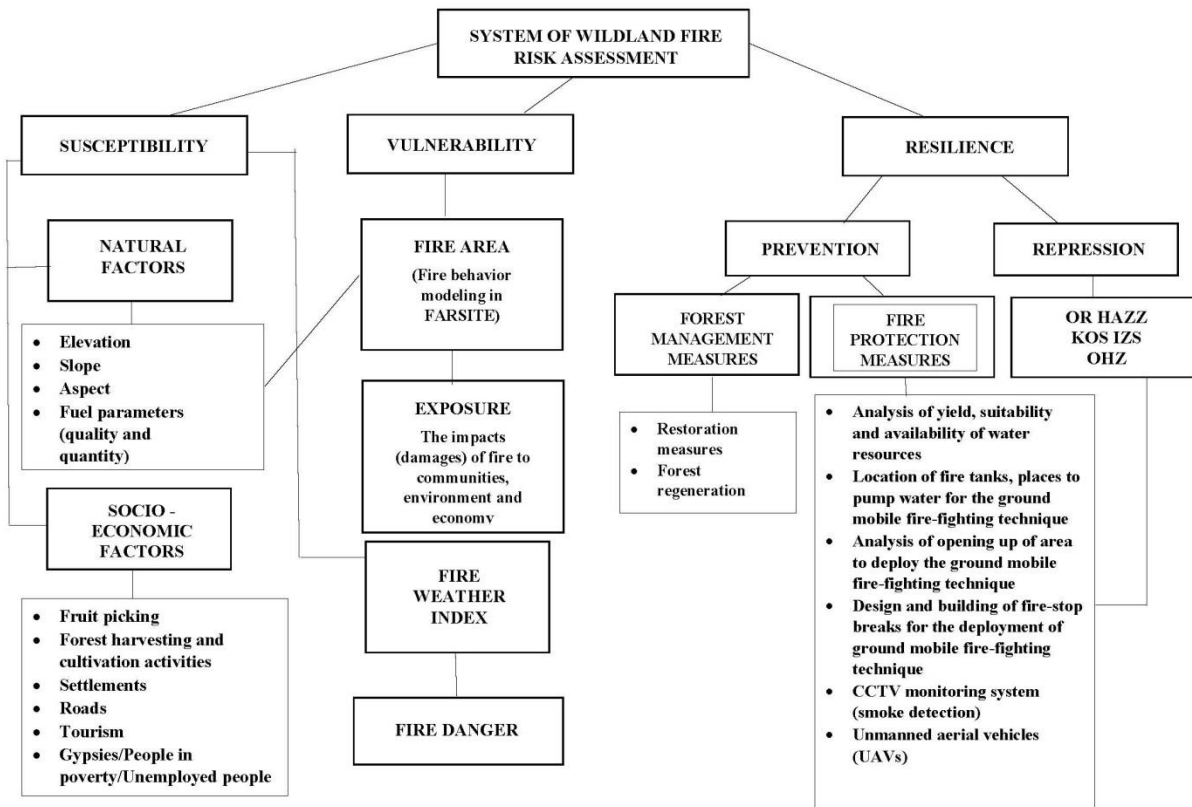 SYSTEM OF WILDLAND FIRE
RISK ASSESSMENT
SUSCEPTIBILITY
VULNERABILITY
RESILIENCE
NATURAL
FACTORS
• Elevation
• Slope
• Aspect
• Fuel parameters
(quality and
quantity)
SOCIO -
ECONOMIC
FACTORS
• Fruit picking
• Forest harvesting and
cultivation activities
• Settlements
• Roads
• Tourism
• Gypsies/People in
poverty/Unemployed people
FIRE AREA
(Fire behavior
modeling in
FARSITE)
EXPOSURE
The impacts
(damages) of fire to
communities,
environment and
economy
FIRE
WEATHER
INDEX
FIRE DANGER
PREVENTION
REPRESSION
FOREST
MANAGEMENT
MEASURES
• Restoration
measures
• Forest
regeneration
FIRE
PROTECTION
MEASURES
• Analysis of yield, suitability
and availability of water
resources
• Location of fire tanks, places to
pump water for the ground
mobile fire-fighting technique
• Analysis of opening up of area
to deploy the ground mobile
fire-fighting technique
• Design and building of fire-stop
breaks for the deployment of
ground mobile fire-fighting
technique
• CCTV monitoring system
(smoke detection)
• Unmanned aerial vehicles
(UAVs)
OR HAZZ
KOS IZS
OHZ